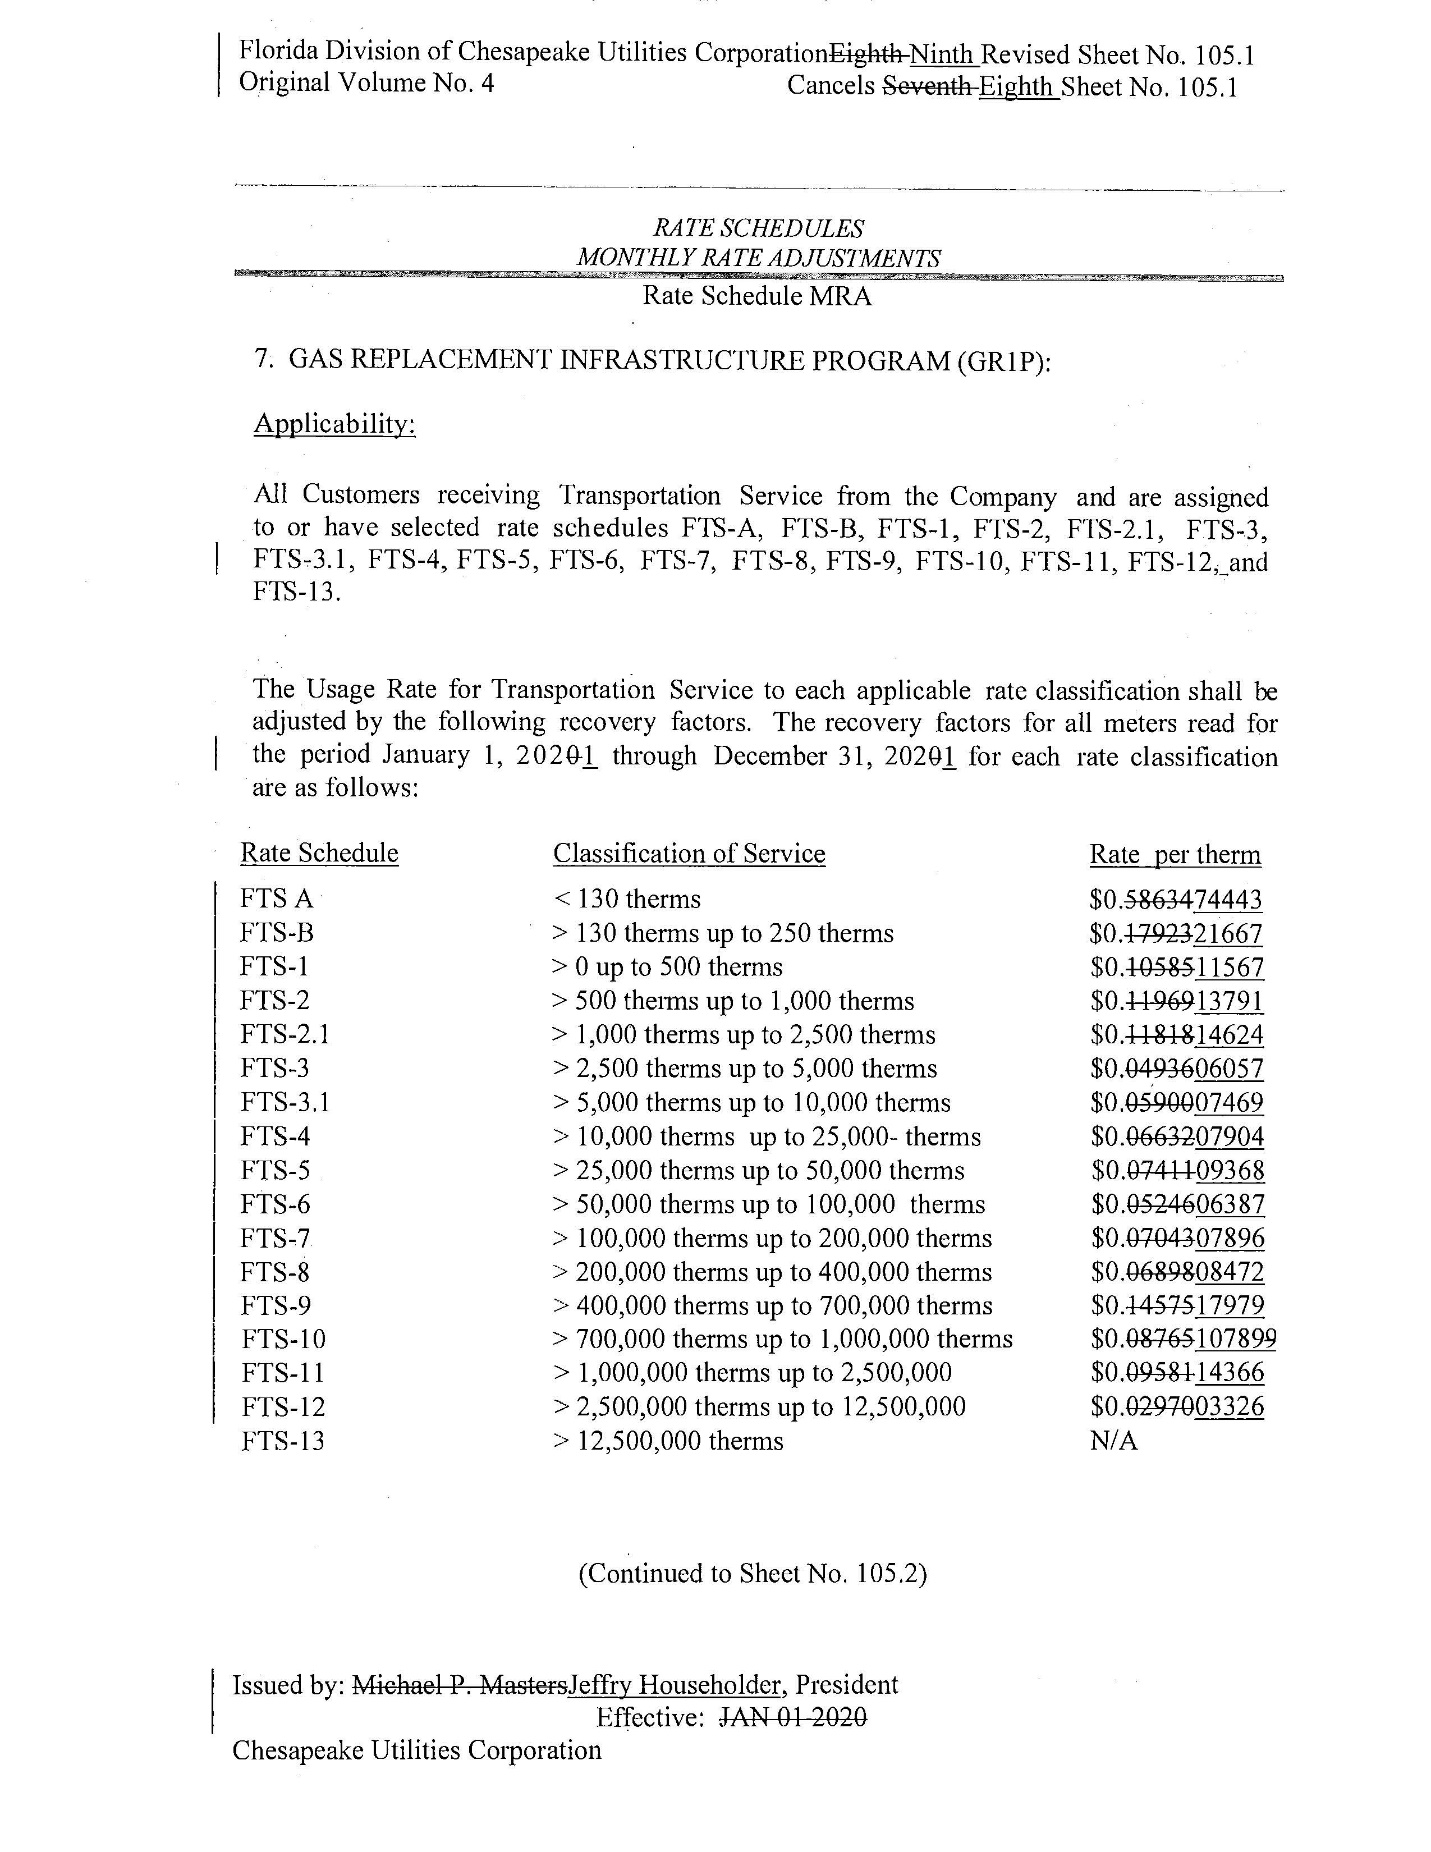 Florida Division of Chesapeake Utilities CorporationEighth Ninth Revised Sheet No. 105.1
Original Volume No. 4 Cancels Seventh Eighth Sheet No. 105.1
RATE SCHEDULES
MONTHLY RATE ADJUSTMENTS
Rate Schedule MRA
7. GAS REPLACEMENT INFRASTRUCTURE PROGRAM (GR1P):
Applicability:
All Customers receiving Transportation Service from the Company and are assigned
to or have selected rate schedules FTS-A, FTS-B, FTS-1, FTS-2, FTS-2.1, FTS-3,
FTS-3.1, FTS-4, FTS-5, FTS-6, FTS-7, FTS-8, FTS-9, FTS-10, FTS-11, FTS-12, and
FTS-13.
The Usage Rate for Transportation Service to each applicable rate classification shall be
adjusted by the following recovery factors. The recovery factors for all meters read for
the period January 1, 20201 through December 31, 20201 for each rate classification
are as follows:
Rate Schedule Classification of Service Rate per therm
FTS A < 130 therms $0.5863474443
FTS-B > 130 therms up to 250 therms $0.1792321667
FTS-1 > 0 up to 500 therms $0.1058511567
FTS-2 > 500 therms up to 1,000 therms $0.1196913791
FTS-2.1 > 1,000 therms up to 2,500 therms $0.1181814624
FTS-3 > 2,500 therms up to 5,000 therms $0.0493606057
FTS-3.1 > 5,000 therms up to 10,000 therms $0.0590007469
FTS-4 > 10,000 therms up to 25,000- therms $0.0663207904
FTS-5 > 25,000 therms up to 50,000 therms $0.0741109368
FTS-6 > 50,000 therms up to 100,000 therms $0.0524606387
FTS-7 > 100,000 therms up to 200,000 therms $0.0704307896
FTS-8 > 200,000 therms up to 400,000 therms $0.0689808472
FTS-9 > 400,000 therms up to 700,000 therms $0.1457517979
FTS-10 > 700,000 therms up to 1,000,000 therms $0.08765107899
FTS-11 > 1,000,000 therms up to 2,500,000 $0.0958114366
FTS-12 > 2,500,000 therms up to 12,500,000 $0.0297003326
FTS-13 > 12,500,000 therms N/A
(Continued to Sheet No. 105.2)
Issued by: Michael P. MastersJeffry Householder, President
Effective: JAN 01 2020
Chesapeake Utilities Corporation